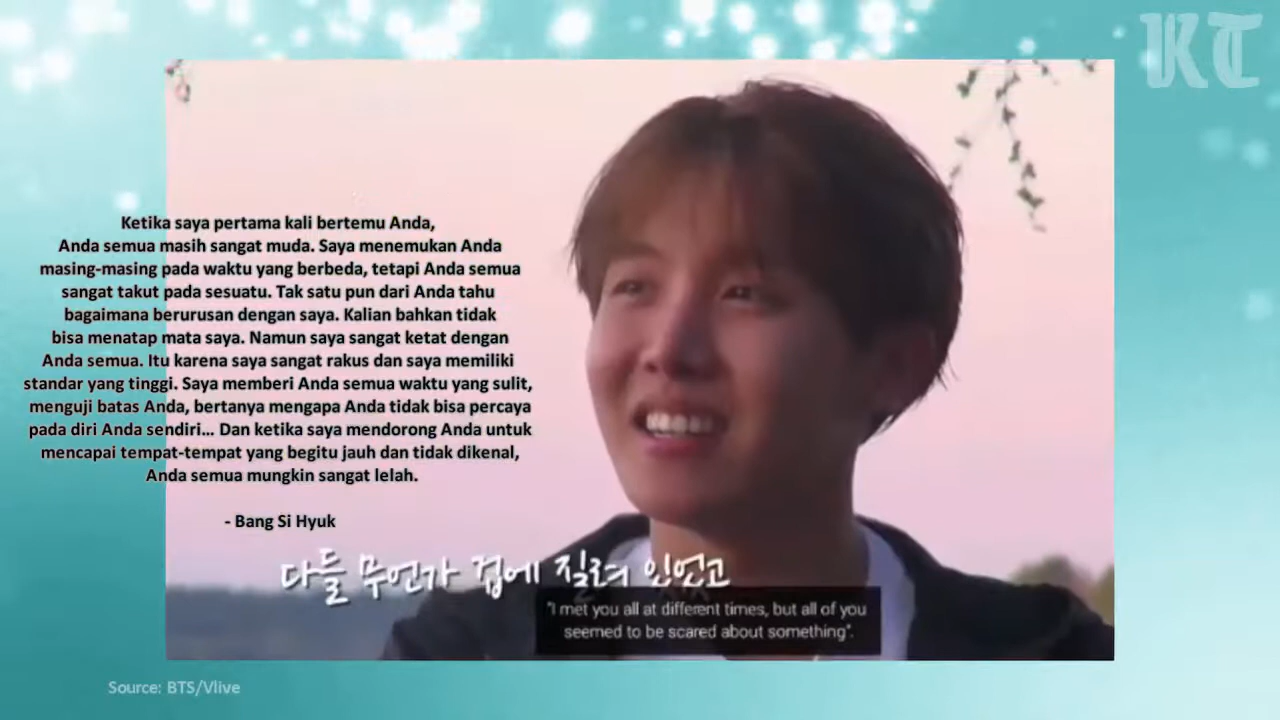 KT
Ketika saya pertama kali bertemu Anda,
Anda semua masih sangat muda. Saya menemukan Anda
masing-masing pada waktu yang berbeda, tetapi Anda semua
sangat takut pada sesuatu. Tak satu pun dari Anda tahu
bagaimana berurusan dengan saya. Kalian bahkan tidak
bisa menatap mata saya. Namun saya sangat ketat dengan
Anda semua. Itu karena saya sangat rakus dan saya memiliki
standar yang tinggi. Saya memberi Anda semua waktu yang sulit,
menguji batas Anda, bertanya mengapa Anda tidak bisa percaya
pada diri Anda sendiri... Dan ketika saya mendorong Anda untuk
mencapai tempat-tempat yang begitu jauh dan tidak dikenal,
Anda semua mungkin sangat lelah.
- Bang Si Hyuk
다들 무언가 겁에 질려 있었고
"I met you all at different times, but all of you
seemed to be scared about something".
Source: BTS/Vlive